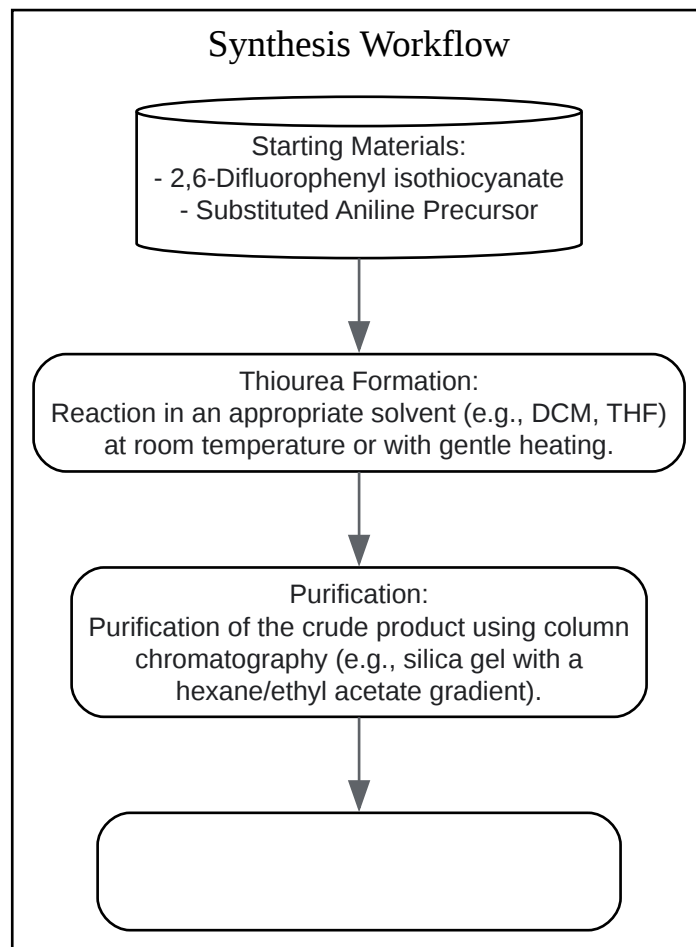 Synthesis Workflow
Starting Materials:
- 2,6-Difluorophenyl isothiocyanate
- Substituted Aniline Precursor
Thiourea Formation:
Reaction in an appropriate solvent (e.g., DCM, THF)
at room temperature or with gentle heating.
Purification:
Purification of the crude product using column
chromatography (e.g., silica gel with a
hexane/ethyl acetate gradient).